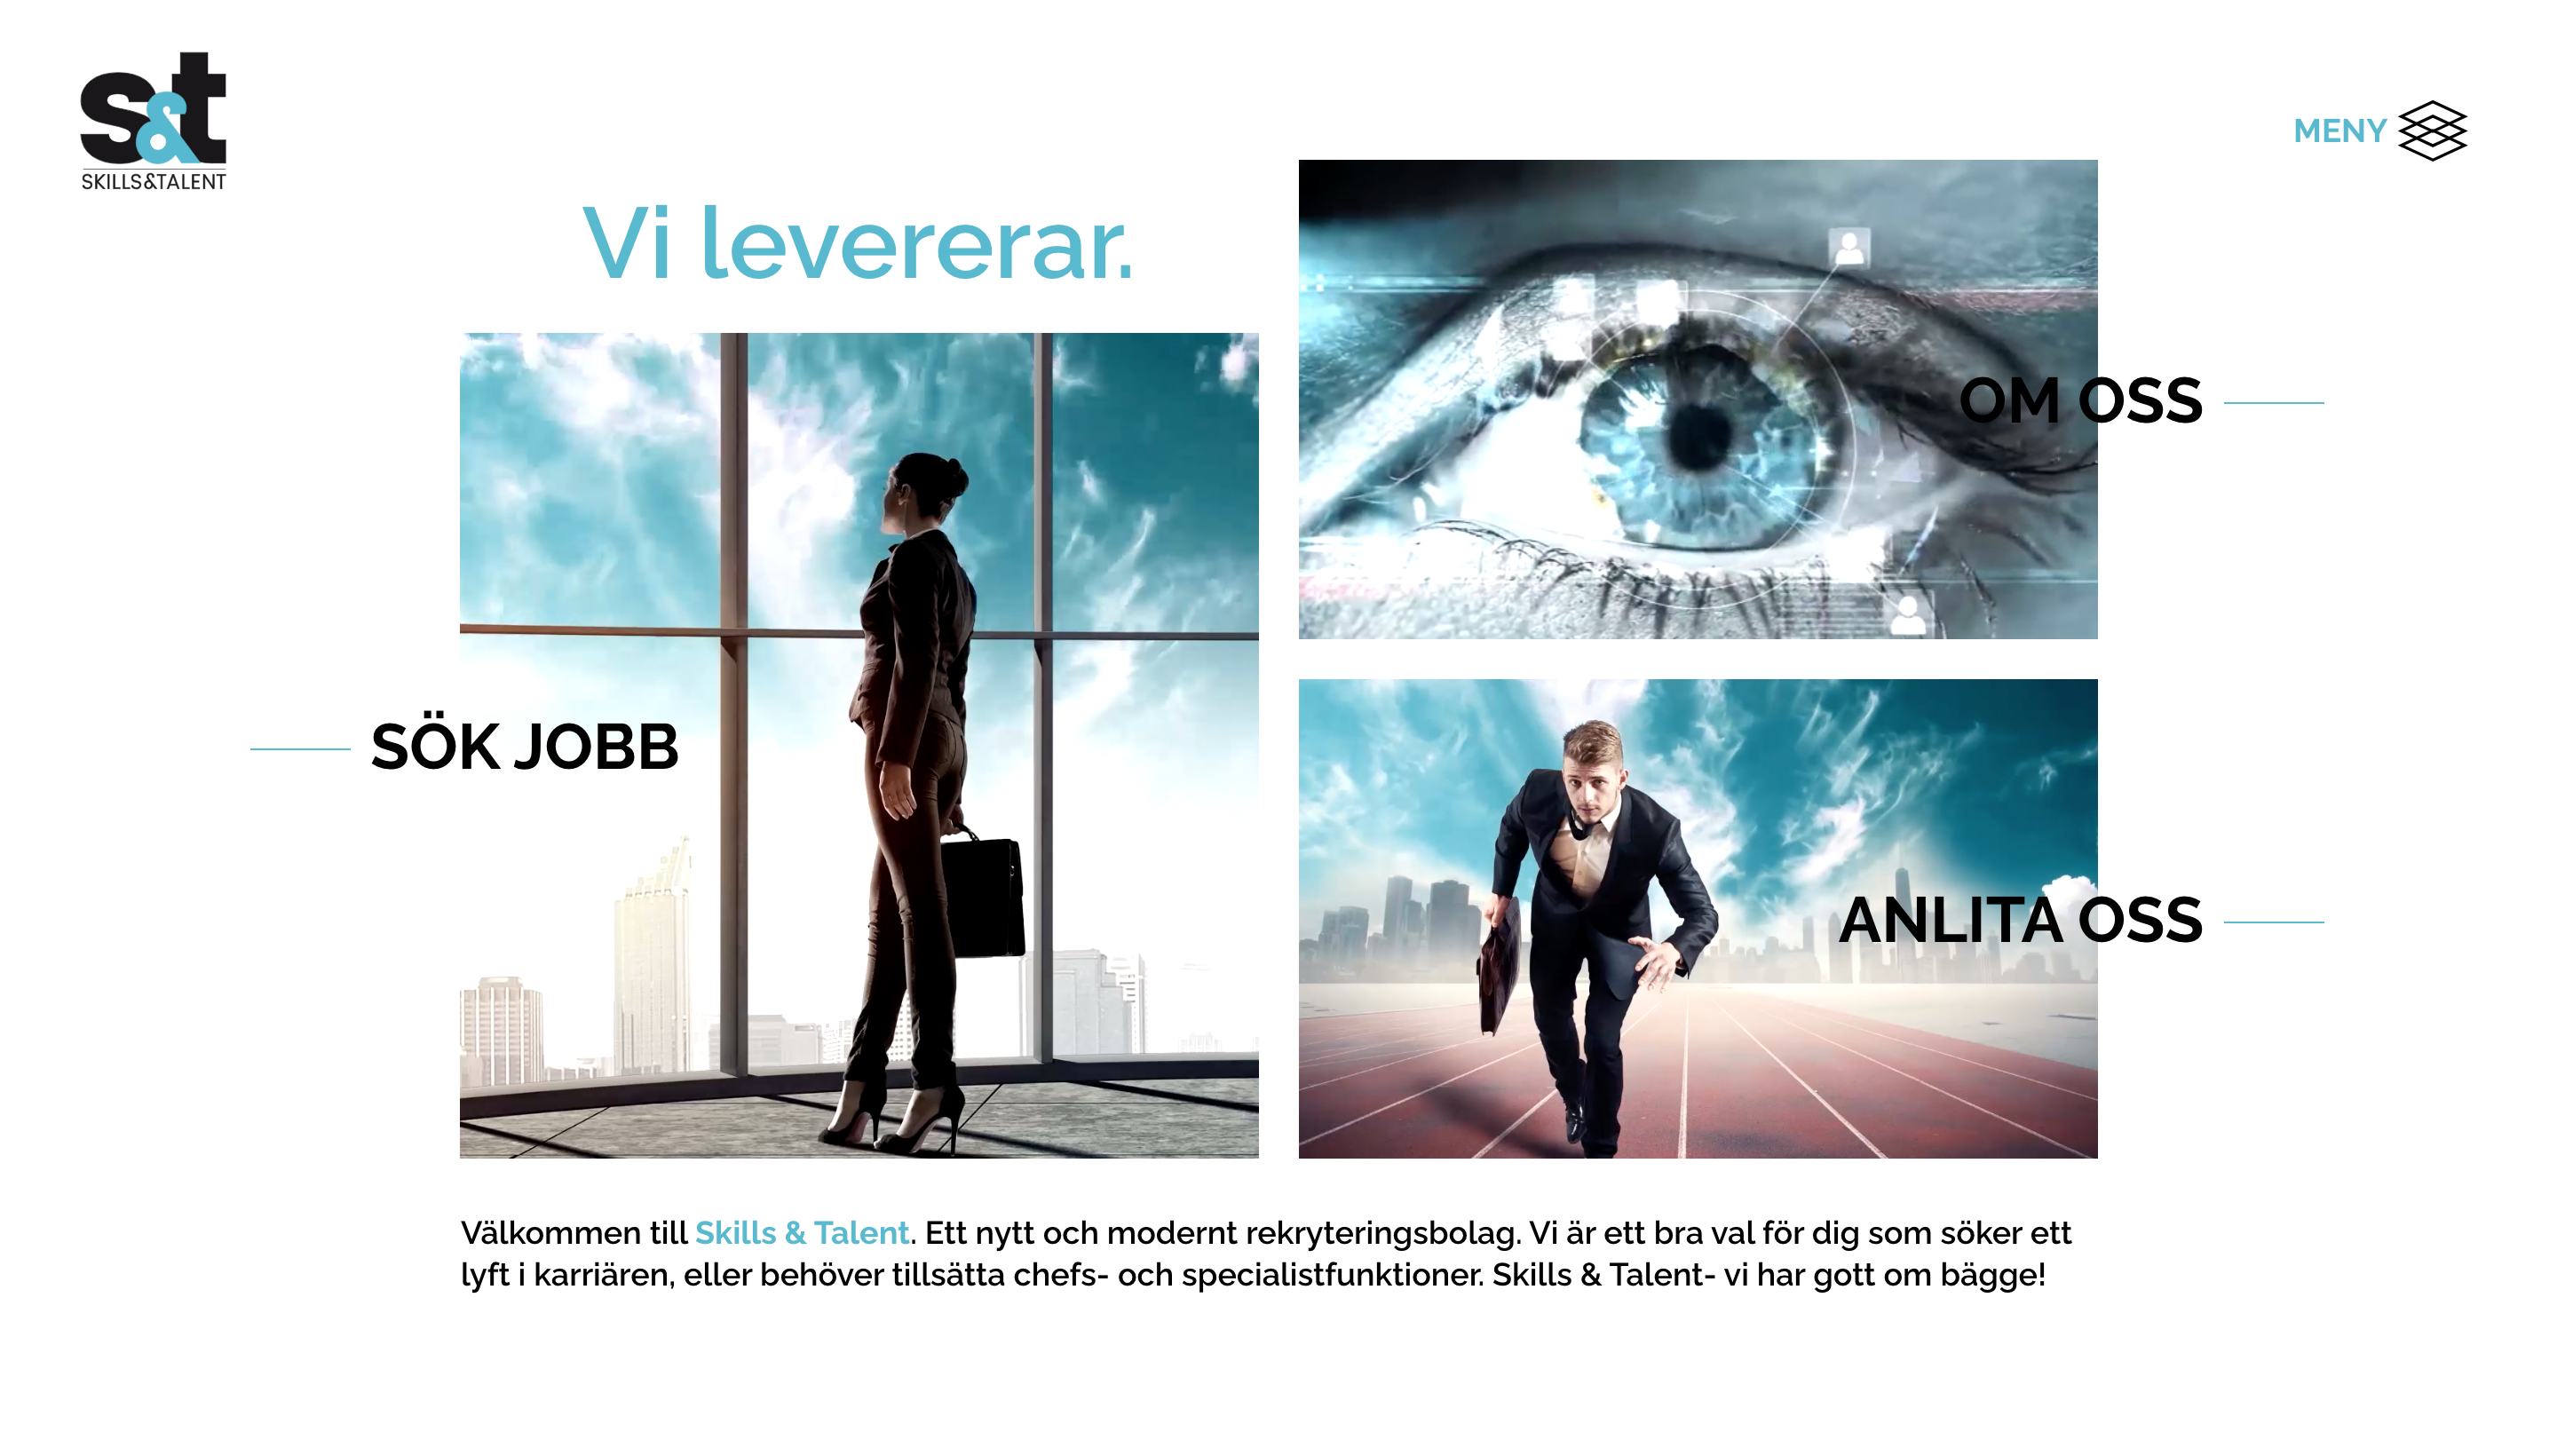 s&t
SKILLS&TALENT
MENY
Vi levererar.
OM OSS
SÖK JOBB
ANLITA OSS
Välkommen till Skills & Talent. Ett nytt och modernt rekryteringsbolag. Vi är ett bra val för dig som söker ett
lyft i karriären, eller behöver tillsätta chefs- och specialistfunktioner. Skills & Talent- vi har gott om bägge!